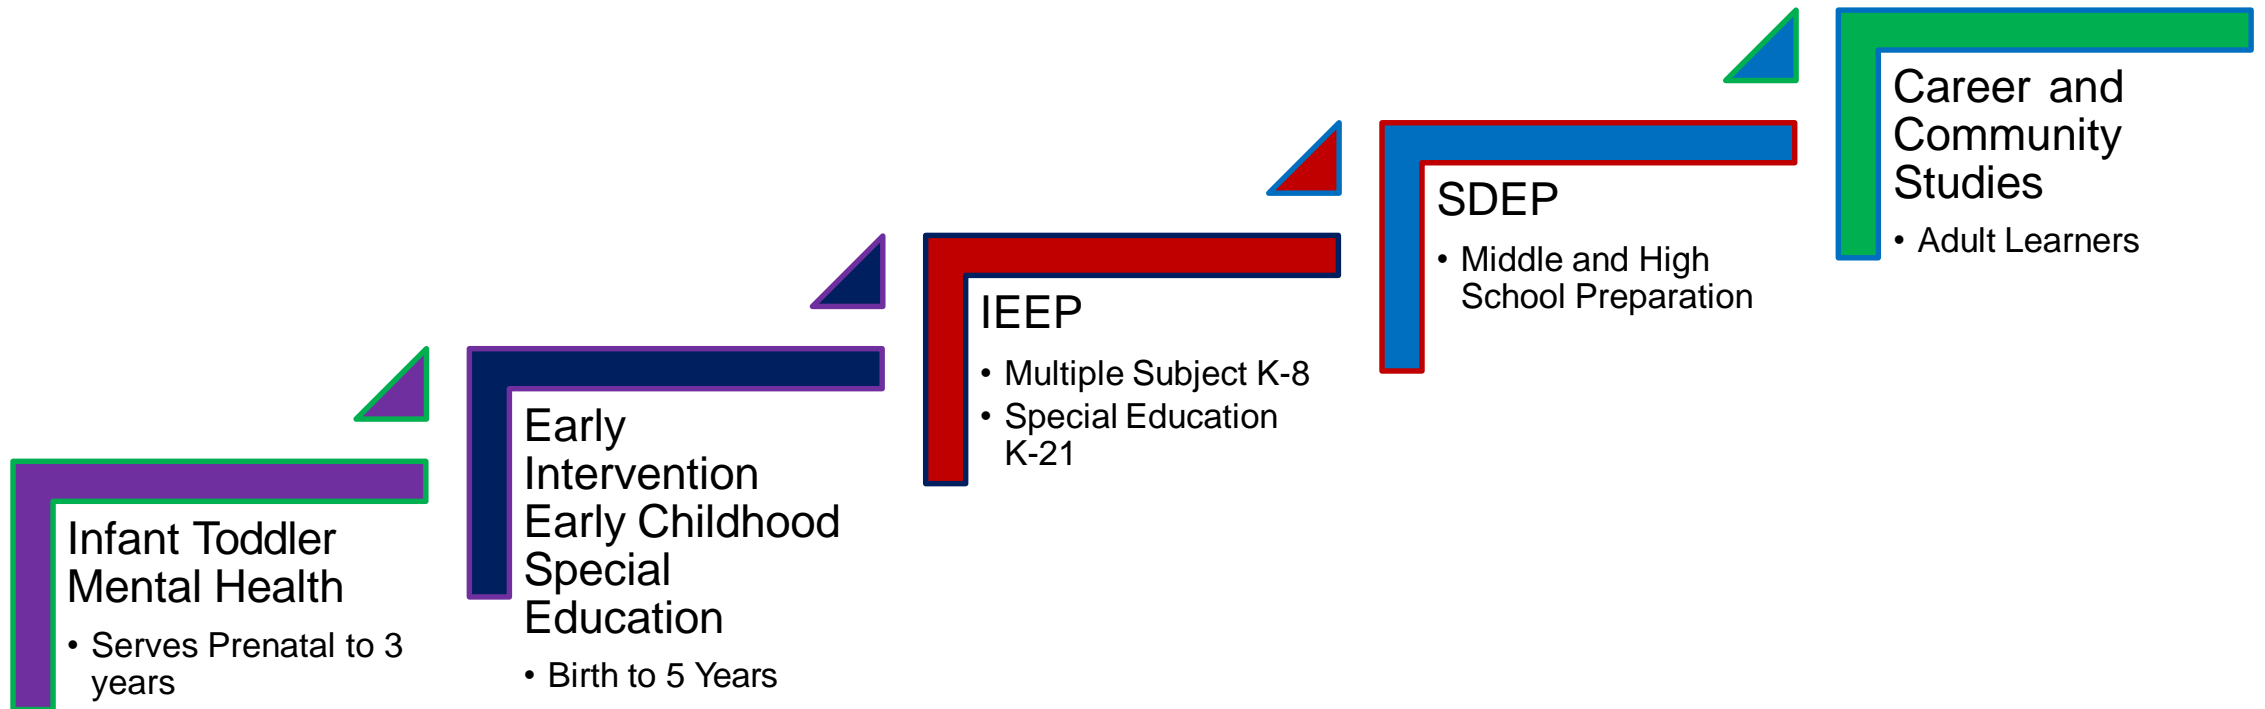 Infant Toddler
Mental Health
• Serves Prenatal to 3
years
Early
Intervention
Early Childhood
Special
Education
• Birth to 5 Years
IEEP
• Multiple Subject K-8
• Special Education
K-21
SDEP
• Middle and High
School Preparation
Career and
Community
Studies
• Adult Learners